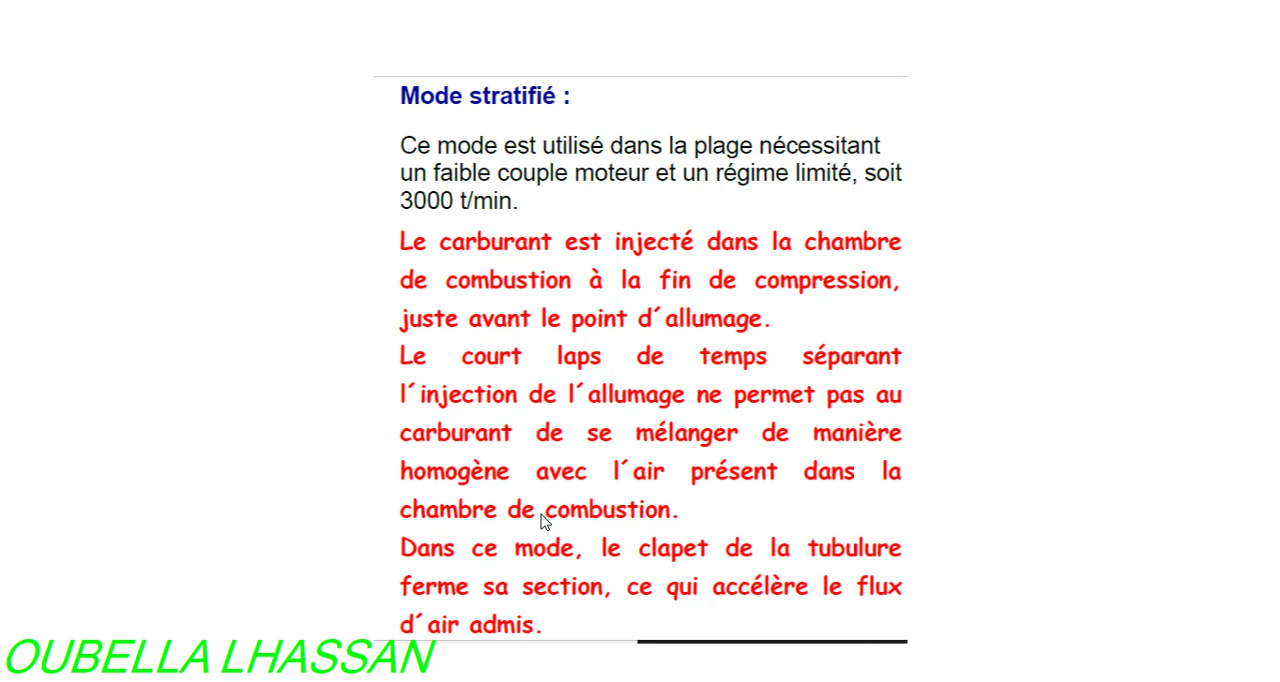 Mode stratifié :
Ce mode est utilisé dans la plage nécessitant
un faible couple moteur et un régime limité, soit
3000 t/min.
Le carburant est injecté dans la chambre
de combustion à la fin de compression,
juste avant le point d´allumage.
Le court laps de temps séparant
l´injection de l´allumage ne permet pas au
carburant de se mélanger de manière
homogène avec l´air présent dans la
chambre de combustion.
Dans ce mode, le clapet de la tubulure
ferme sa section, ce qui accélère le flux
d´air admis.
OUBELLA LHASSAN